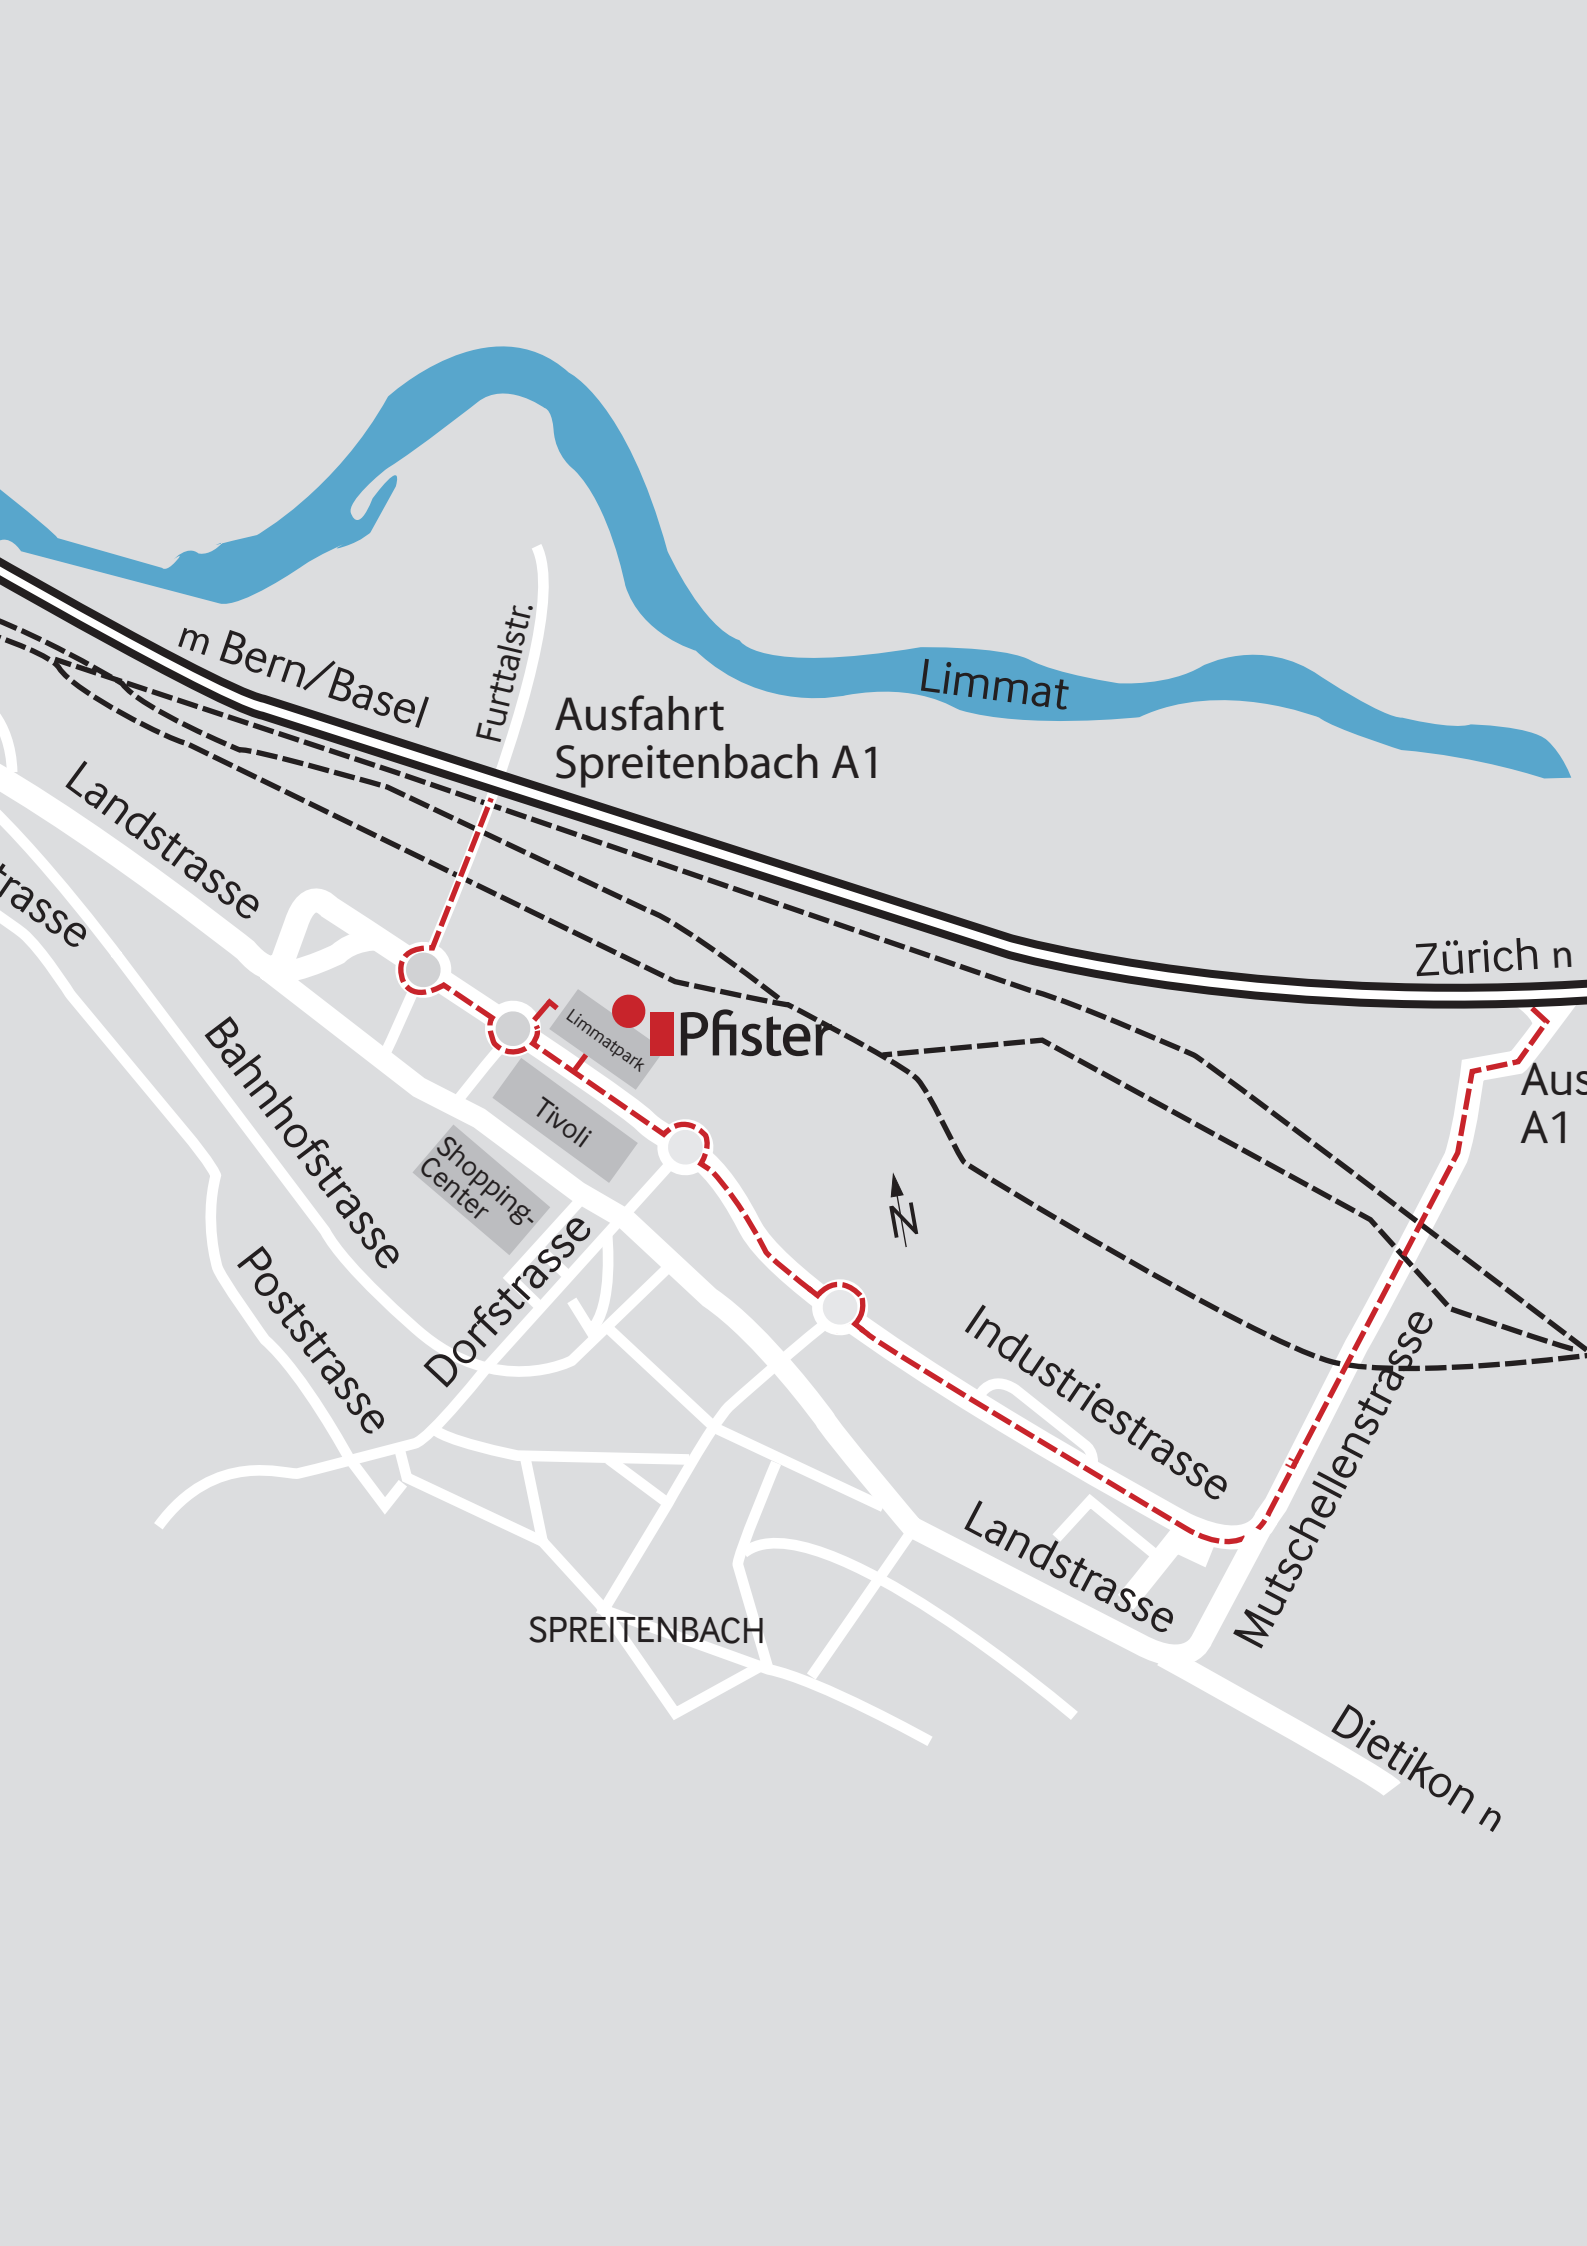 m Bern/Basel
Furttalstr.
Ausfahrt
Spreitenbach A1
Limmat
Landstrasse
trasse
Zürich n
Limmatpark
Pfister
Aus
A1
Tivoli
Shopping-
Center
Bahnhofstrasse
N
Poststrasse
Dorfstrasse
Industriestrasse
Mutschellenstrasse
Landstrasse
SPREITENBACH
Dietikon n